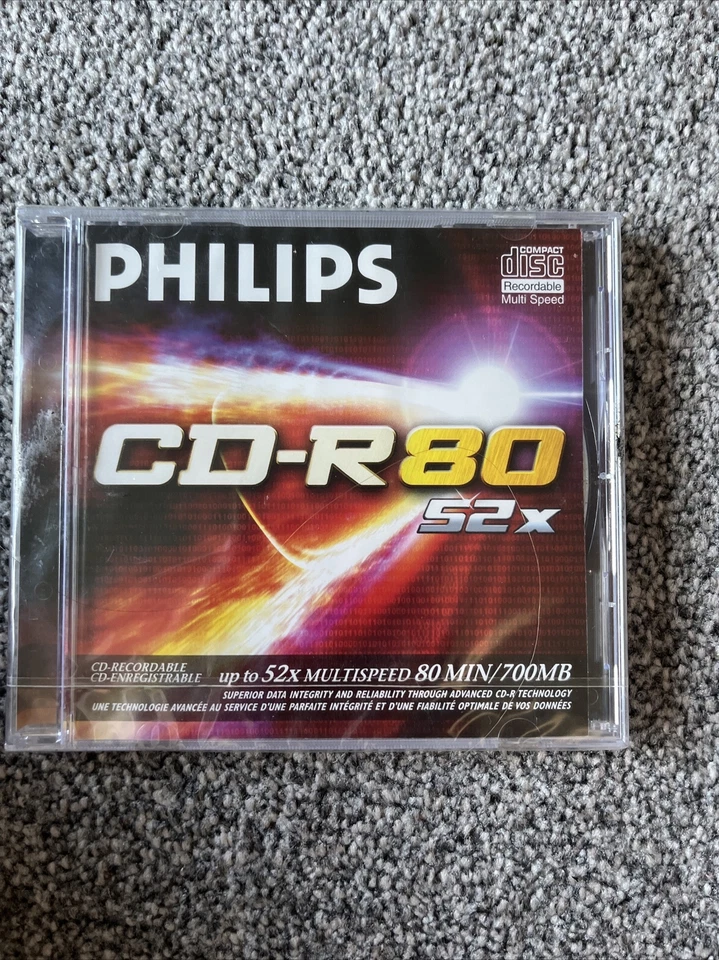 PHILIPS
COMPACT
disc
Recordable
Multi Speed
CD-R80
52x
CD-RECORDABLE
CD-ENREGISTRABLE
up to 52x MULTISPEED 80 MIN/700MB
SUPERIOR DATA INTEGRITY AND RELIABILITY THROUGH ADVANCED CD-R TECHNOLOGY
UNE TECHNOLOGIE AVANCÉE AU SERVICE D'UNE PARFAITE INTÉGRITÉ ET D'UNE FIABILITÉ OPTIMALE DE VOS DONNÉES